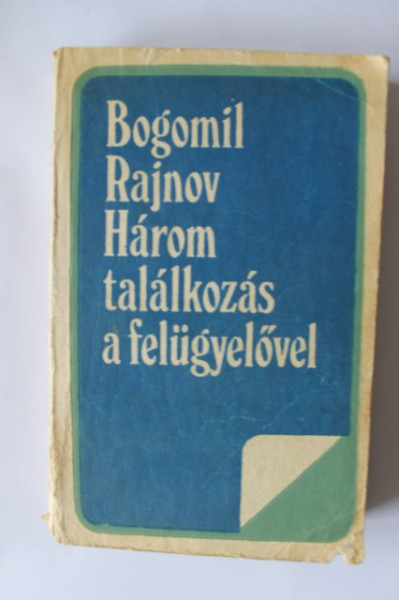 Bogomil
Rajnov
Három
találkozás
a felügyelővel